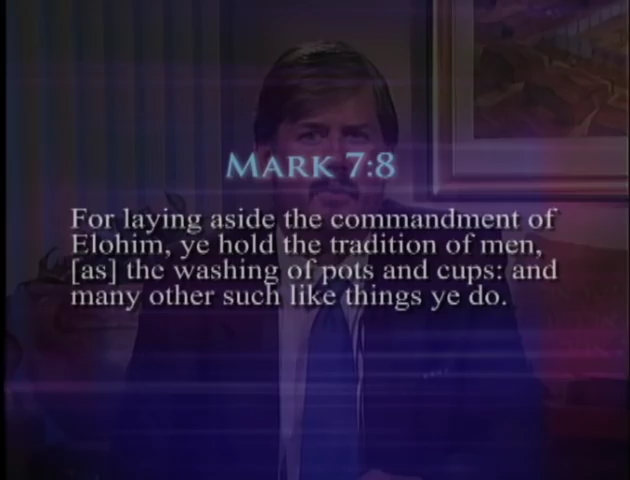 MARK 7:8
For laying aside the commandment of
Elohim, ye hold the tradition of men,
[as] the washing of pots and cups: and
many other such like things ye do.